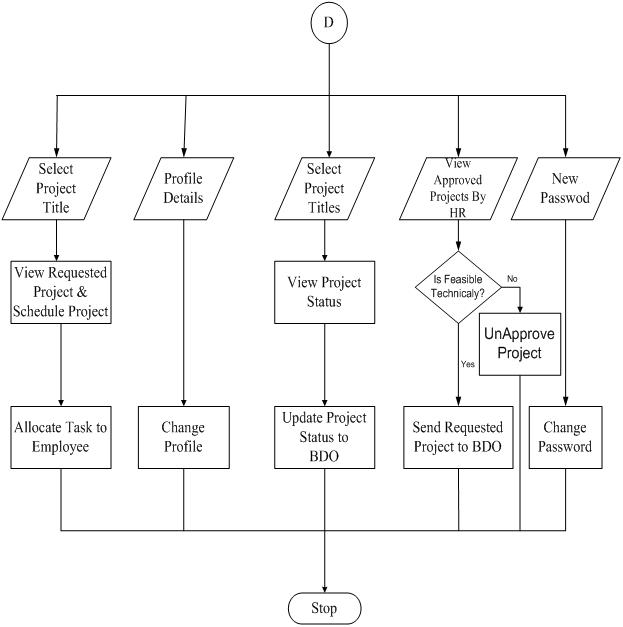 D
Select
Project
Title
Profile
Details
Select
Project
Titles
View
Approved
Projects By
HR
New
Passwod
View Requested
Project &
Schedule Project
View Project
Status
Is Feasible
Technicaly?
No
UnApprove
Project
Yes
Allocate Task to
Employee
Change
Profile
Update Project
Status to
BDO
Send Requested
Project to BDO
Change
Password
Stop